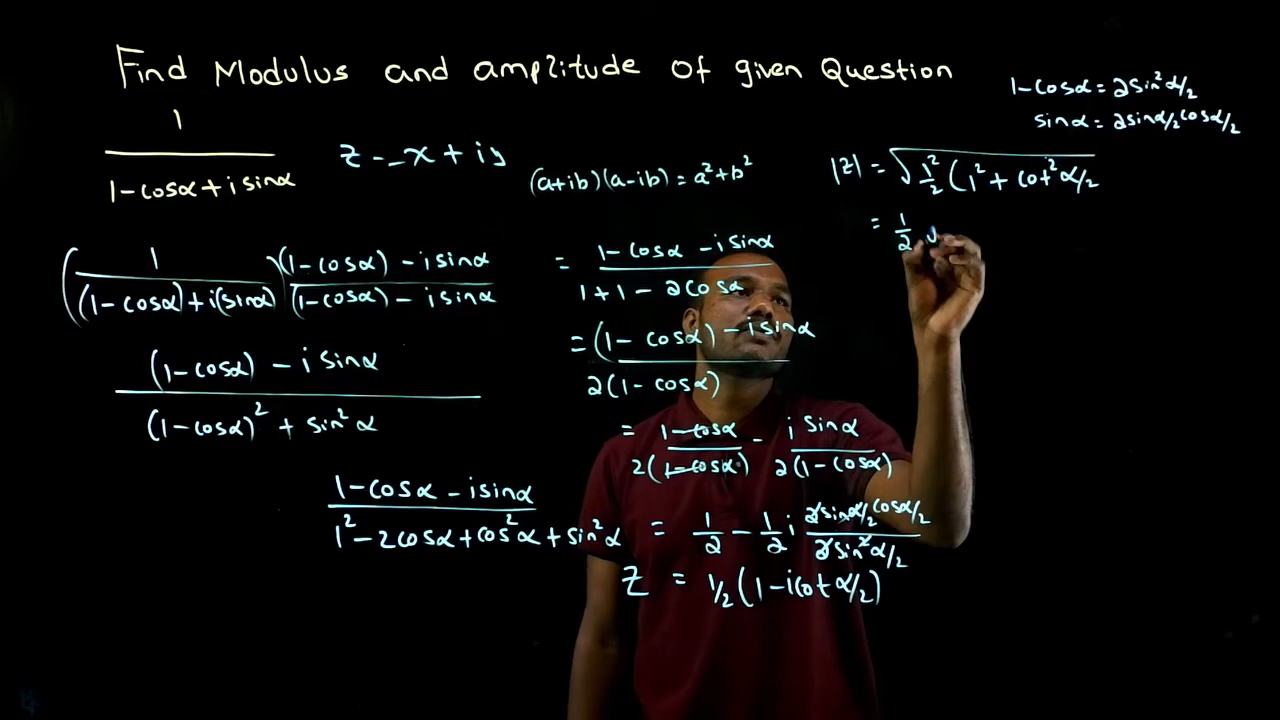 Find Modulus and amplitude of given Question
1
1-cosα+i sinα
z = x + iy
(a+ib)(a-ib) = a²+b²
1-cosα = 2sin²α/2
sinα = 2sinα/2 cosα/2
(1/((1-cosα)+i(sinα)))((1-cosα) - i sinα)/((1-cosα) - i sinα)
(1-cosα) - i sinα
(1-cosα)² + sin²α
1-cosα - i sinα
1² - 2cosα + cos²α + sin²α
= (1-cosα - i sinα)/(1+1-2cosα)
= ((1-cosα) - i sinα)/(2(1-cosα))
= (1-cosα)/(2(1-cosα)) - (i sinα)/(2(1-cosα))
= 1/2 - 1/2 i (2sinα/2 cosα/2)/(2sin²α/2)
z = 1/2 (1 - i cot α/2)
|z| = √1²/2 (1² + cot²α/2
= 1/2